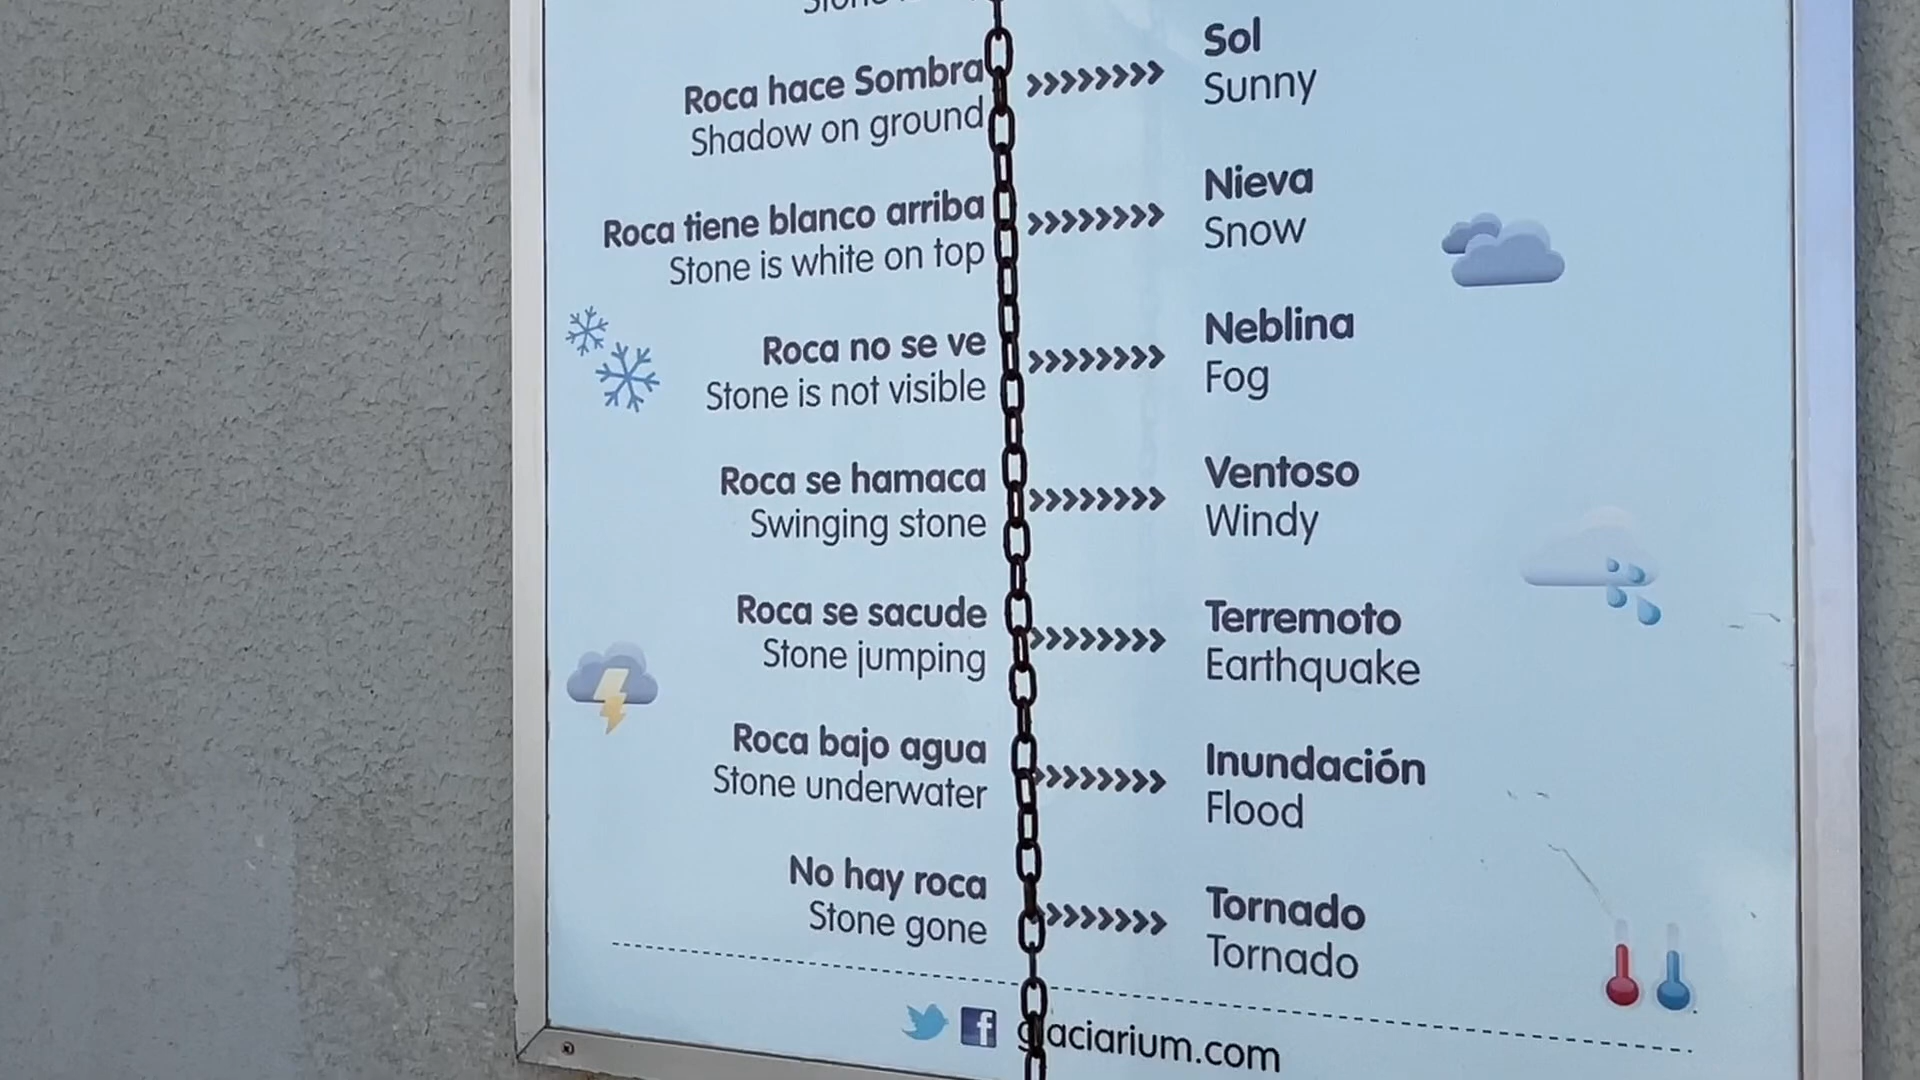 Roca hace Sombra
Shadow on ground
Sol
Sunny
Roca tiene blanco arriba
Stone is white on top
Nieva
Snow
Roca no se ve
Stone is not visible
Neblina
Fog
Roca se hamaca
Swinging stone
Ventoso
Windy
Roca se sacude
Stone jumping
Terremoto
Earthquake
Roca bajo agua
Stone underwater
Inundación
Flood
No hay roca
Stone gone
Tornado
Tornado
glaciarium.com